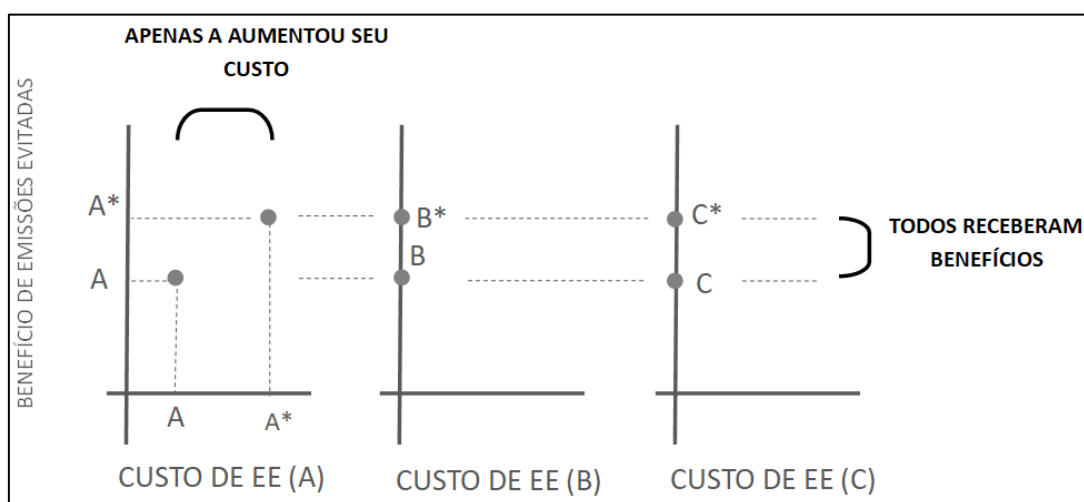 APENAS A AUMENTOU SEU
CUSTO
BENEFÍCIO DE EMISSÕES EVITADAS
A*
B*
C*
B
A
C
TODOS RECEBERAM
BENEFÍCIOS
A
A*
CUSTO DE EE (A)
CUSTO DE EE (B)
CUSTO DE EE (C)